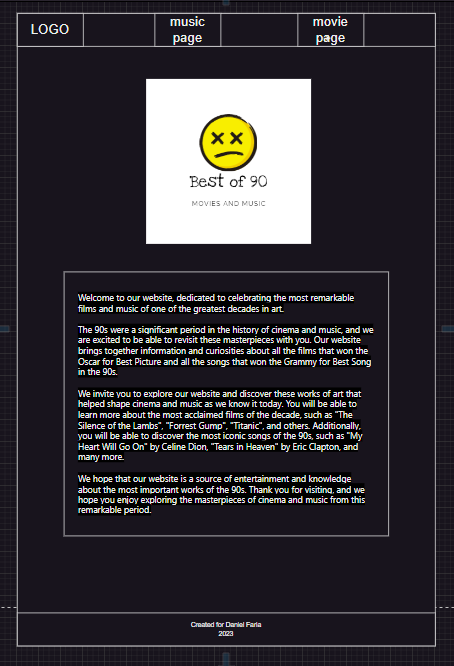 LOGO
music
page
movie
page
Best of 90
MOVIES AND MUSIC
Welcome to our website, dedicated to celebrating the most remarkable
films and music of one of the greatest decades in art.
The 90s were a significant period in the history of cinema and music, and we
are excited to be able to revisit these masterpieces with you. Our website
brings together information and curiosities about all the films that won the
Oscar for Best Picture and all the songs that won the Grammy for Best Song
in the 90s.
We invite you to explore our website and discover these works of art that
helped shape cinema and music as we know it today. You will be able to
learn more about the most acclaimed films of the decade, such as "The
Silence of the Lambs", "Forrest Gump", "Titanic", and others. Additionally,
you will be able to discover the most iconic songs of the 90s, such as "My
Heart Will Go On" by Celine Dion, "Tears in Heaven" by Eric Clapton, and
many more.
We hope that our website is a source of entertainment and knowledge
about the most important works of the 90s. Thank you for visiting, and we
hope you enjoy exploring the masterpieces of cinema and music from this
remarkable period.
Created for Daniel Faria
2023